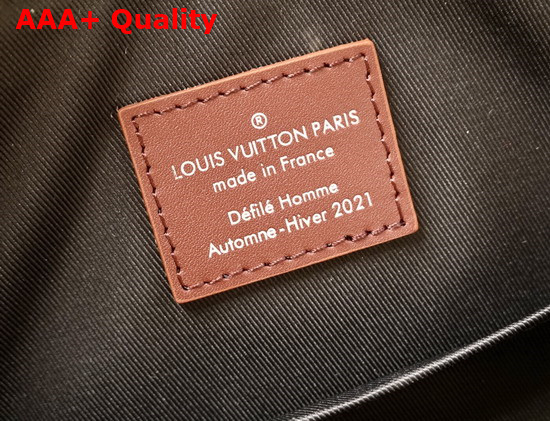 AAA+ Quality
®
LOUIS VUITTON PARIS
made in France
Défilé Homme
Automne-Hiver 2021